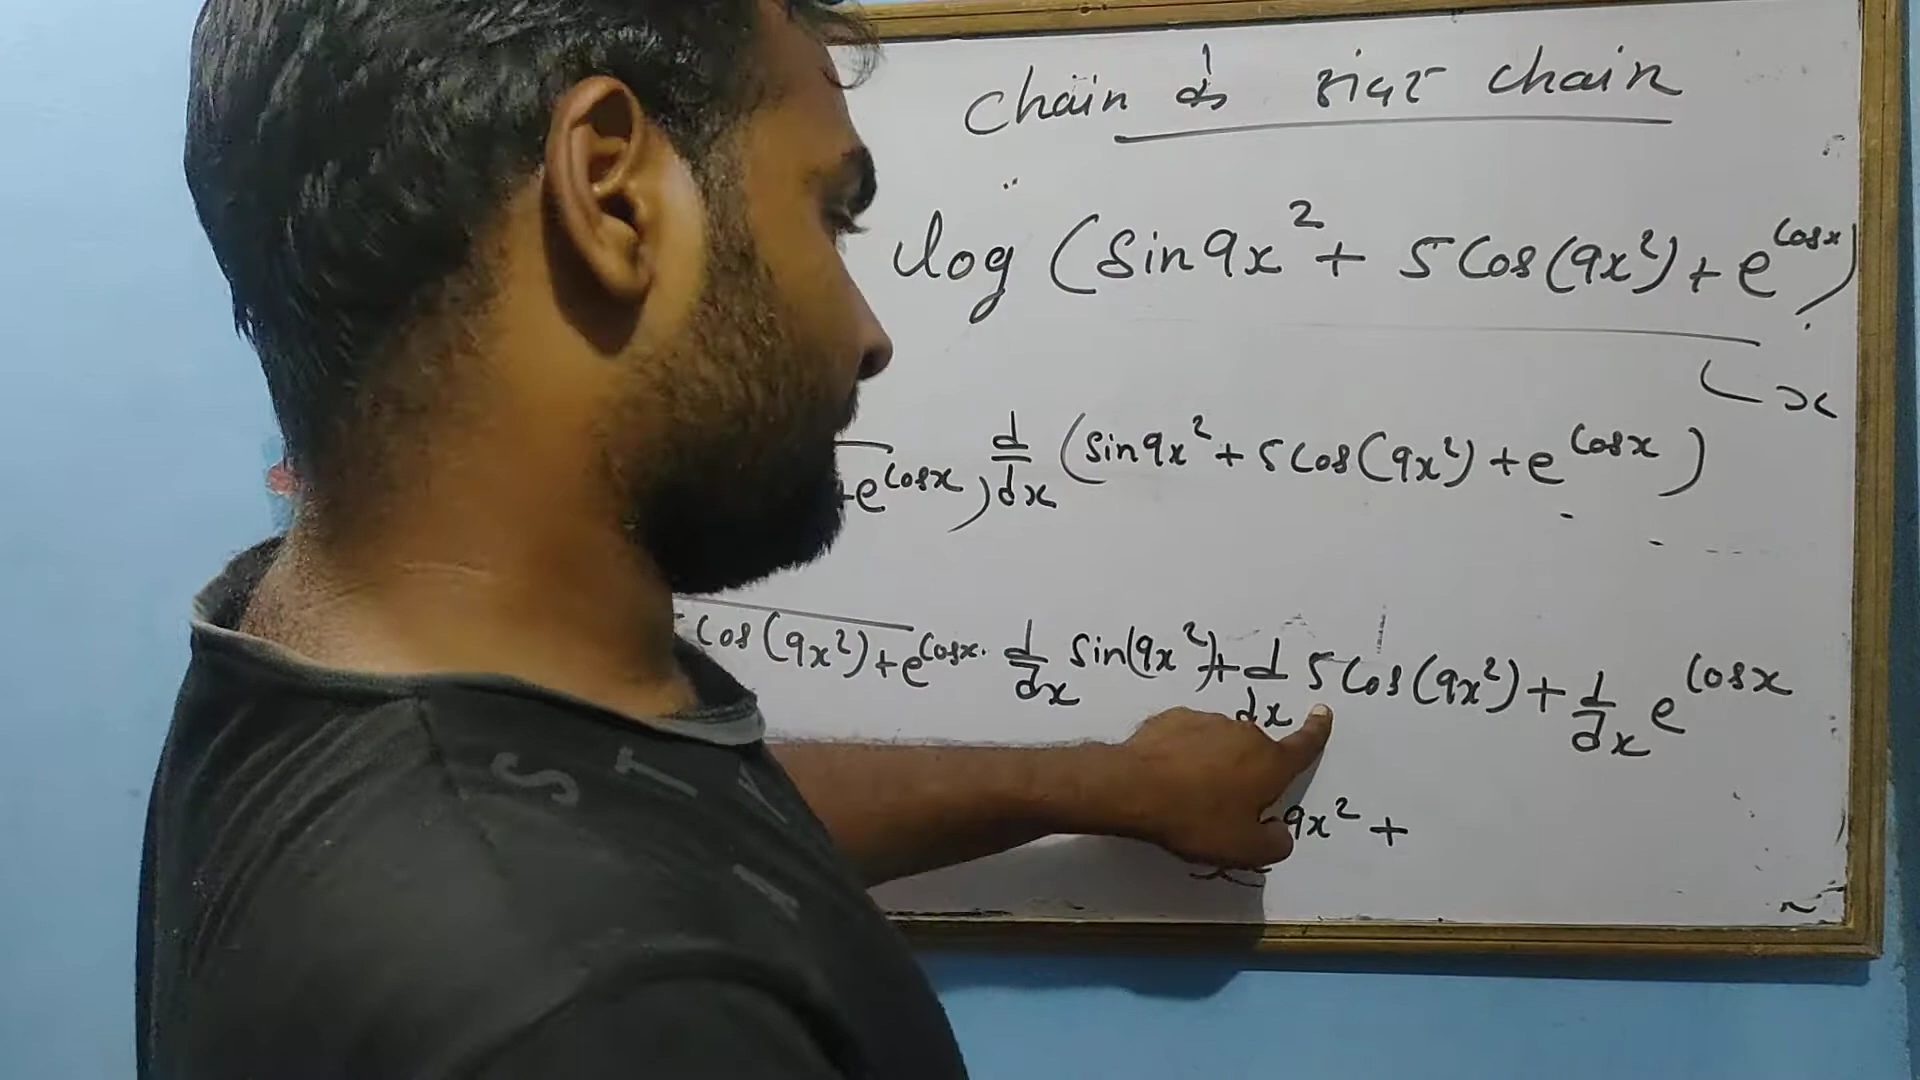 chain के अंदर chain
log (sin9x² + 5cos(9x²) + e^cosx)
x
+e^cosx) d/dx (sin9x² + 5cos(9x²) + e^cosx)
cos(9x²) + e^cosx . d/dx sin(9x²) + d/dx 5cos(9x²) + d/dx e^cosx
9x² +
S T